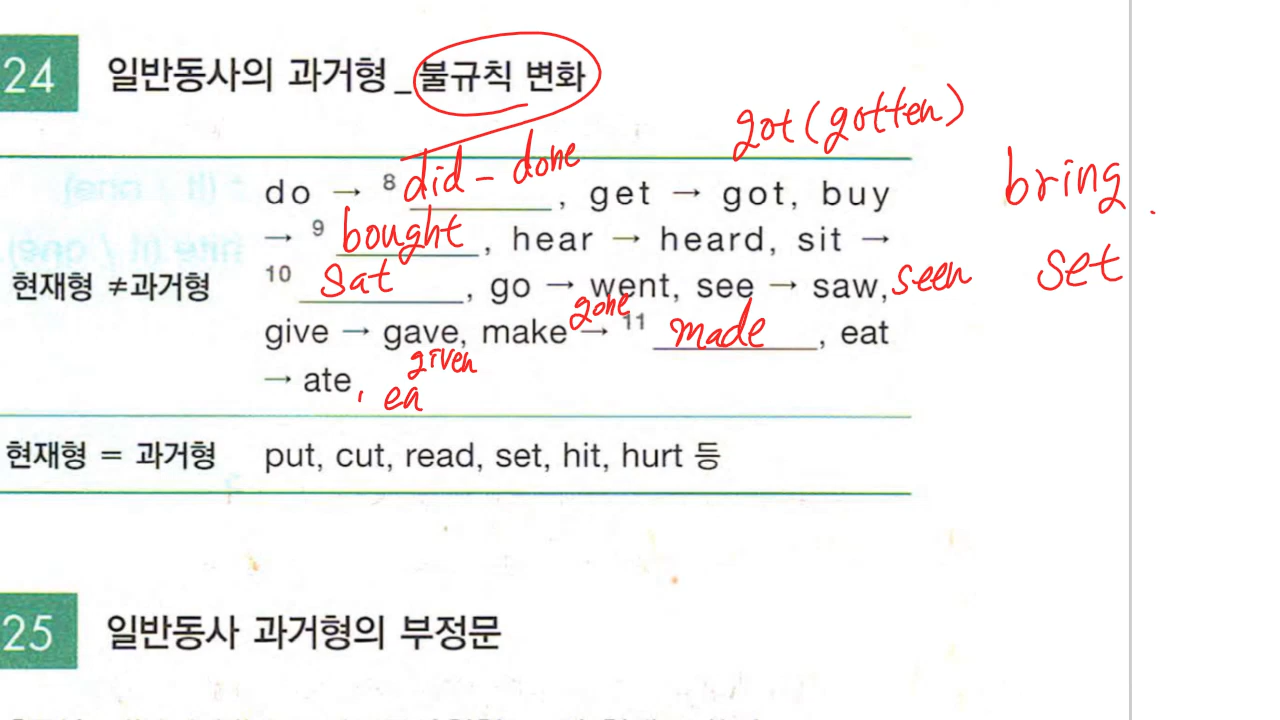 24 일반동사의 과거형_불규칙 변화
got(gotten)
bring
do → 8 did - done, get → got, buy
→ 9 bought, hear → heard, sit →
현재형 ≠과거형 10 sat, go → went, see → saw, seen set
gone
give → gave, make → 11 made, eat
given
→ ate, ea
현재형 = 과거형 put, cut, read, set, hit, hurt 등
25 일반동사 과거형의 부정문